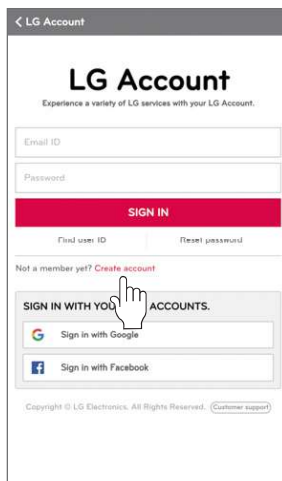 < LG Account
LG Account
Experience a variety of LG services with your LG Account.
Email ID
Password
SIGN IN
Find user ID Reset password
Not a member yet? Create account
SIGN IN WITH YOU ACCOUNTS.
G Sign in with Google
f Sign in with Facebook
Copyright © LG Electronics. All Rights Reserved. Customer support